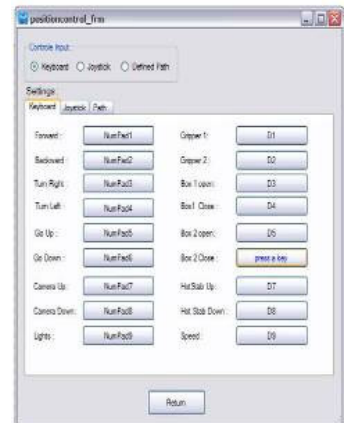 positioncontrol_frm
Controle Input:
Keyboard Joystick Defined Path
Settings:
Keyboard Joystick Path
Forward : NumPad1 Gripper 1: D1
Backward : NumPad2 Gripper 2: D2
Turn Right : NumPad3 Box 1 open: D3
Turn Left : NumPad4 Box1 Close : D4
Go Up : NumPad5 Box 2 open: D5
Go Down : NumPad6 Box 2 Close : press a key
Camera Up: NumPad7 Hot Stab Up: D7
Camera Down: NumPad8 Hot Stab Down: D8
Lights : NumPad9 Speed : D9
Return